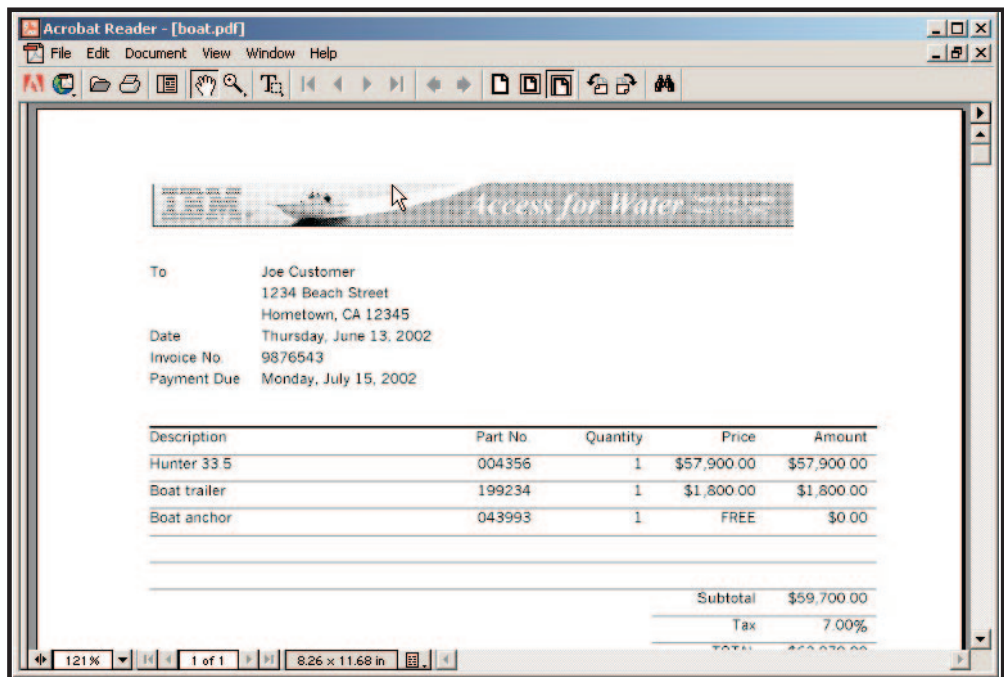 Acrobat Reader - [boat.pdf]
File Edit Document View Window Help
IBM Access for Water
To Joe Customer
1234 Beach Street
Hometown, CA 12345
Date Thursday, June 13, 2002
Invoice No. 9876543
Payment Due Monday, July 15, 2002
Description Part No. Quantity Price Amount
Hunter 33.5 004356 1 $57,900.00 $57,900.00
Boat trailer 199234 1 $1,800.00 $1,800.00
Boat anchor 043993 1 FREE $0.00
Subtotal $59,700.00
Tax 7.00%
TOTAL
121% 1 of 1 8.26 x 11.68 in